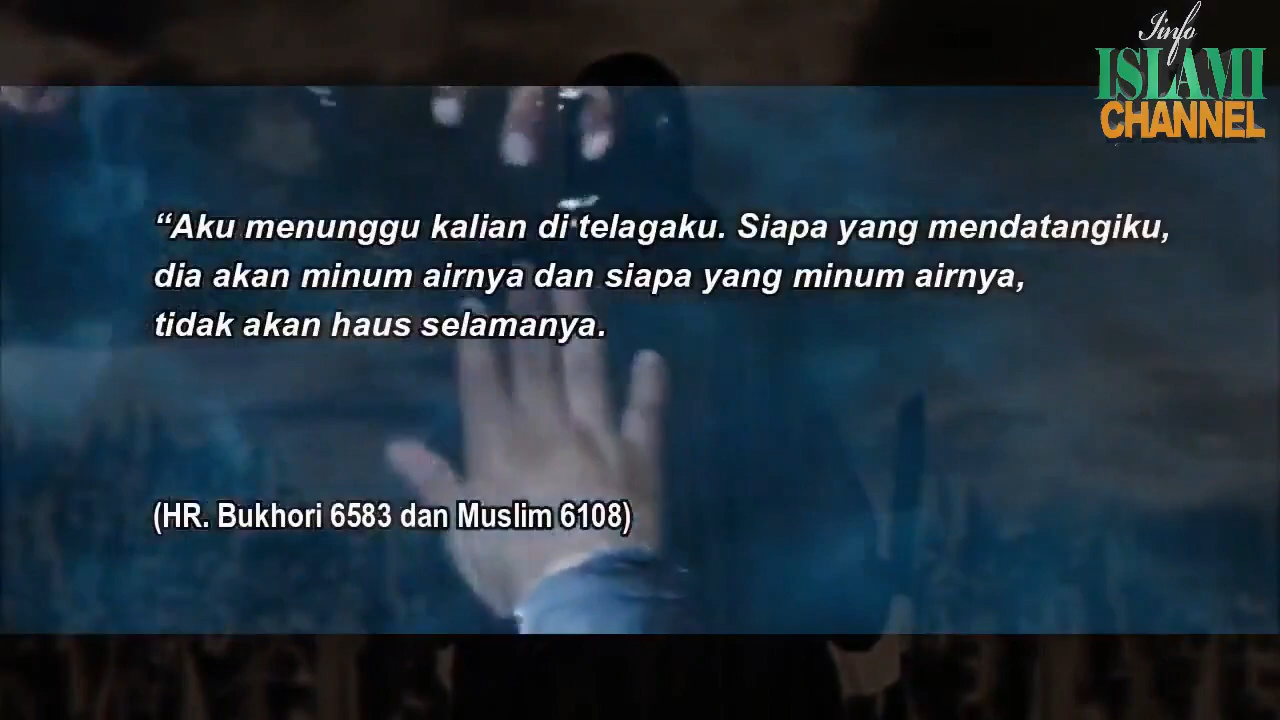 Iinfo
ISLAMI
CHANNEL
“Aku menunggu kalian di telagaku. Siapa yang mendatangiku,
dia akan minum airnya dan siapa yang minum airnya,
tidak akan haus selamanya.
(HR. Bukhori 6583 dan Muslim 6108)